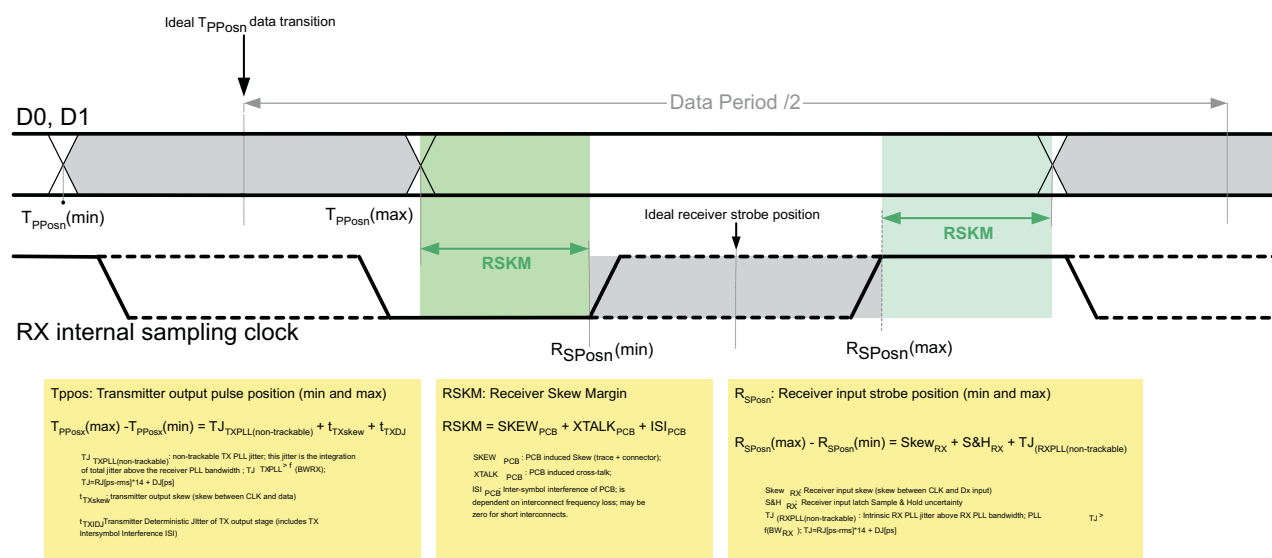 Ideal TPPosn data transition
Data Period /2
D0, D1
TPPosn(min)
TPPosn(max)
Ideal receiver strobe position
RSKM
RSKM
RX internal sampling clock
RSPosn(min)
RSPosn(max)
Tppos: Transmitter output pulse position (min and max)
TPPosx(max) -TPPosx(min) = TJTXPLL(non-trackable) + tTXskew + tTXDJ
TJ TXPLL(non-trackable): non-trackable TX PLL jitter; this jitter is the integration
of total jitter above the receiver PLL bandwidth ; TJ TXPLL > f (BWRX);
TJ=RJ[ps-rms]*14 + DJ[ps]
tTXskew: transmitter output skew (skew between CLK and data)
tTXIDJ Transmitter Deterministic JItter of TX output stage (includes TX
Intersymbol Interference ISI)
RSKM: Receiver Skew Margin
RSKM = SKEWPCB + XTALKPCB + ISIPCB
SKEW PCB : PCB induced Skew (trace + connector);
XTALK PCB : PCB induced cross-talk;
ISI PCB: Inter-symbol interference of PCB; is
dependent on interconnect frequency loss; may be
zero for short interconnects.
RSPosn: Receiver input strobe position (min and max)
RSPosn(max) - RSPosn(min) = SkewRX + S&HRX + TJ(RXPLL(non-trackable)
Skew RX: Receiver input skew (skew between CLK and Dx input)
S&H RX: Receiver input latch Sample & Hold uncertainty
TJ (RXPLL(non-trackable) : Intrinsic RX PLL jitter above RX PLL bandwidth; PLL TJ >
f(BWRX ); TJ=RJ[ps-rms]*14 + DJ[ps]